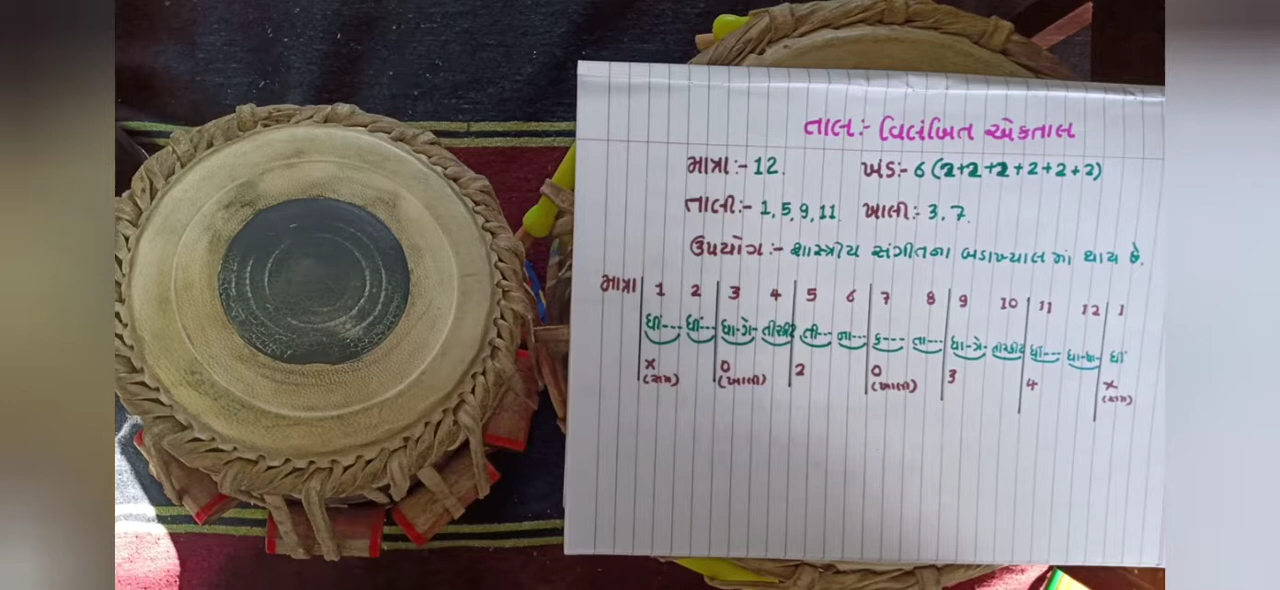 તાલ:- વિલંબિત એકતાલ
માત્રા:- 12. ખંડ:- 6 (2+2+2+2+2+2)
તાલી:- 1, 5, 9, 11. ખાલી:- 3, 7.
ઉપયોગ:- શાસ્ત્રીય સંગીતના બડાખ્યાલ માં થાય છે.
માત્રા 1 2 3 4 5 6 7 8 9 10 11 12 1
ધીં--- ધીં--- ધા-ગે- તીરકીટ તી--- ના--- ક--- તા--- ધા-ગે- તીરકીટ ધીં--- ધા-ધા- ધીં
x 0 2 0 3 4 x
(સમ) (ખાલી) (ખાલી) (સમ)